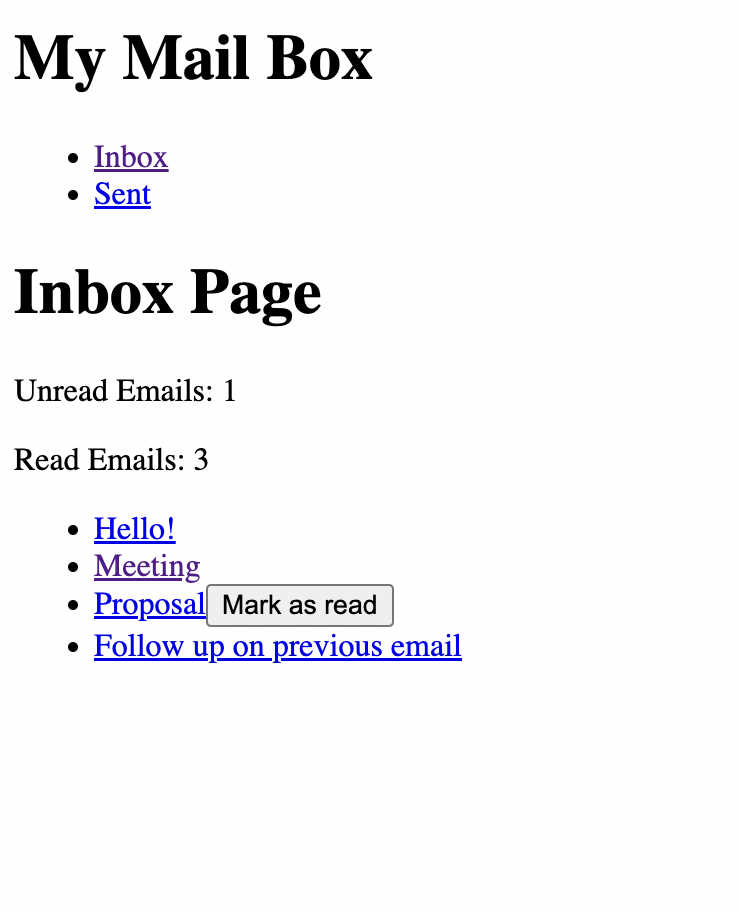 My Mail Box
Inbox
Sent
Inbox Page
Unread Emails: 1
Read Emails: 3
Hello!
Meeting
Proposal Mark as read
Follow up on previous email